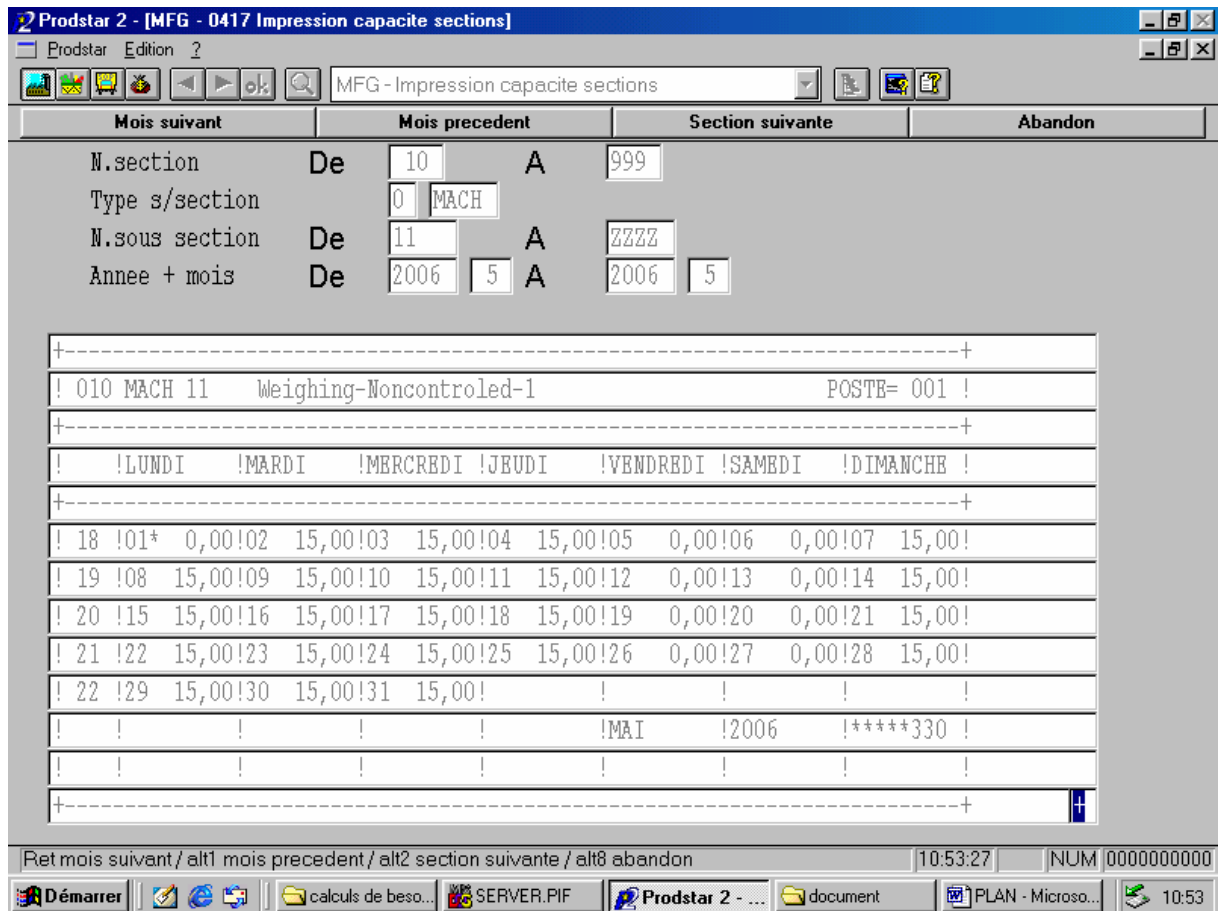 Prodstar 2 - [MFG - 0417 Impression capacite sections]
Prodstar Edition ?
ok MFG - Impression capacite sections
Mois suivant Mois precedent Section suivante Abandon
N.section De 10 A 999
Type s/section 0 MACH
N.sous section De 11 A ZZZZ
Annee + mois De 2006 5 A 2006 5
+--------------------------------------------------------------------------+
! 010 MACH 11 Weighing-Noncontroled-1 POSTE= 001 !
+--------------------------------------------------------------------------+
! !LUNDI !MARDI !MERCREDI !JEUDI !VENDREDI !SAMEDI !DIMANCHE !
+--------------------------------------------------------------------------+
! 18 !01* 0,00!02 15,00!03 15,00!04 15,00!05 0,00!06 0,00!07 15,00!
! 19 !08 15,00!09 15,00!10 15,00!11 15,00!12 0,00!13 0,00!14 15,00!
! 20 !15 15,00!16 15,00!17 15,00!18 15,00!19 0,00!20 0,00!21 15,00!
! 21 !22 15,00!23 15,00!24 15,00!25 15,00!26 0,00!27 0,00!28 15,00!
! 22 !29 15,00!30 15,00!31 15,00! ! ! ! !
! ! ! ! ! !MAI !2006 !*****330 !
! ! ! ! ! ! ! ! !
+--------------------------------------------------------------------------+ +
Ret mois suivant / alt1 mois precedent / alt2 section suivante / alt8 abandon 10:53:27 NUM 0000000000
Démarrer calculs de beso... SERVER.PIF Prodstar 2 - ... document PLAN - Microso... 10:53